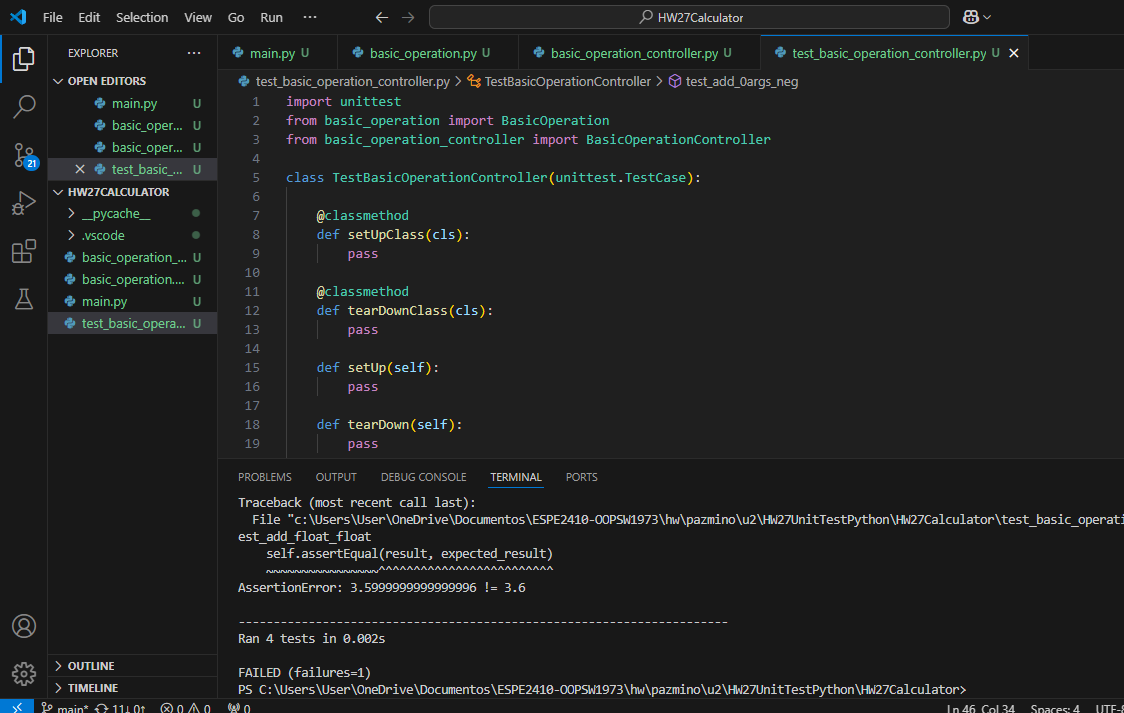 File Edit Selection View Go Run ··· ← → HW27Calculator
EXPLORER ···
OPEN EDITORS
main.py U
basic_oper... U
basic_oper... U
× test_basic_... U
HW27CALCULATOR
> __pycache__
> .vscode
basic_operation_... U
basic_operation.... U
main.py U
test_basic_opera... U
> OUTLINE
> TIMELINE
21
main.py U basic_operation.py U basic_operation_controller.py U test_basic_operation_controller.py U ×
test_basic_operation_controller.py > TestBasicOperationController > test_add_0args_neg
1 import unittest
2 from basic_operation import BasicOperation
3 from basic_operation_controller import BasicOperationController
4
5 class TestBasicOperationController(unittest.TestCase):
6
7     @classmethod
8     def setUpClass(cls):
9         pass
10
11     @classmethod
12     def tearDownClass(cls):
13         pass
14
15     def setUp(self):
16         pass
17
18     def tearDown(self):
19         pass
PROBLEMS OUTPUT DEBUG CONSOLE TERMINAL PORTS
Traceback (most recent call last):
  File "c:\Users\User\OneDrive\Documentos\ESPE2410-OOPSW1973\hw\pazmino\u2\HW27UnitTestPython\HW27Calculator\test_basic_operati
est_add_float_float
    self.assertEqual(result, expected_result)
    ~~~~~~~~~~~~~~~~^^^^^^^^^^^^^^^^^^^^^^^^^
AssertionError: 3.5999999999999996 != 3.6
----------------------------------------------------------------------
Ran 4 tests in 0.002s
FAILED (failures=1)
PS C:\Users\User\OneDrive\Documentos\ESPE2410-OOPSW1973\hw\pazmino\u2\HW27UnitTestPython\HW27Calculator>
main* 11↓ 0↑ 0 0 0 Ln 46, Col 34 Spaces: 4 UTF-8